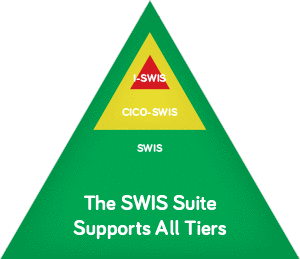 I-SWIS
CICO-SWIS
SWIS
The SWIS Suite
Supports All Tiers